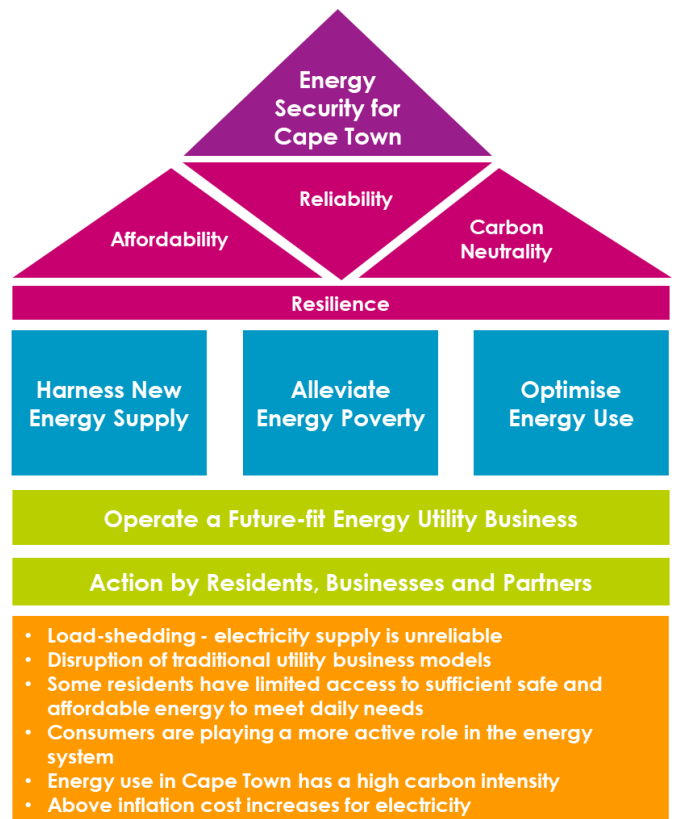 Energy
Security for
Cape Town
Reliability
Affordability
Carbon
Neutrality
Resilience
Harness New
Energy Supply
Alleviate
Energy Poverty
Optimise
Energy Use
Operate a Future-fit Energy Utility Business
Action by Residents, Businesses and Partners
• Load-shedding - electricity supply is unreliable
• Disruption of traditional utility business models
• Some residents have limited access to sufficient safe and
affordable energy to meet daily needs
• Consumers are playing a more active role in the energy
system
• Energy use in Cape Town has a high carbon intensity
• Above inflation cost increases for electricity